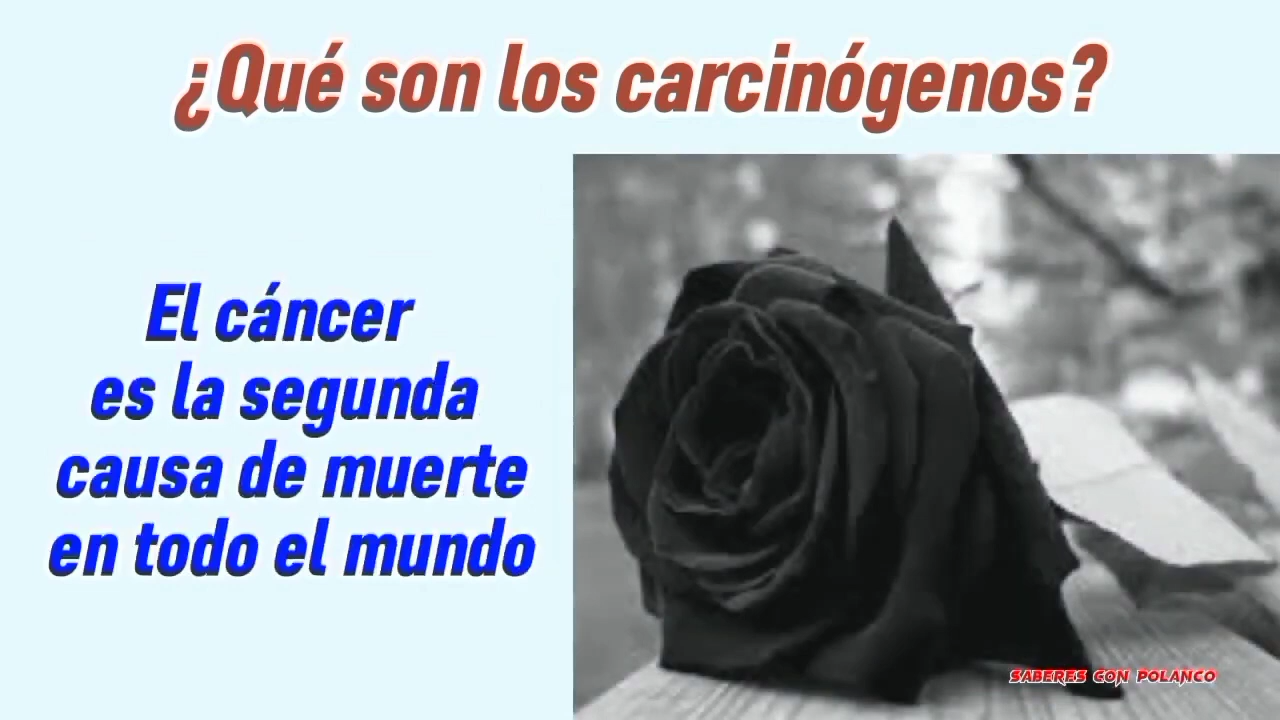 ¿Qué son los carcinógenos?
El cáncer
es la segunda
causa de muerte
en todo el mundo
SABERES CON POLANCO